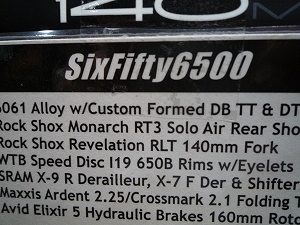 140M
SixFifty6500
6061 Alloy w/Custom Formed DB TT & DT
Rock Shox Monarch RT3 Solo Air Rear Sho
Rock Shox Revelation RLT 140mm Fork
WTB Speed Disc I19 650B Rims w/Eyelets
SRAM X-9 R Derailleur, X-7 F Der & Shifter
Maxxis Ardent 2.25/Crossmark 2.1 Folding T
Avid Elixir 5 Hydraulic Brakes 160mm Roto